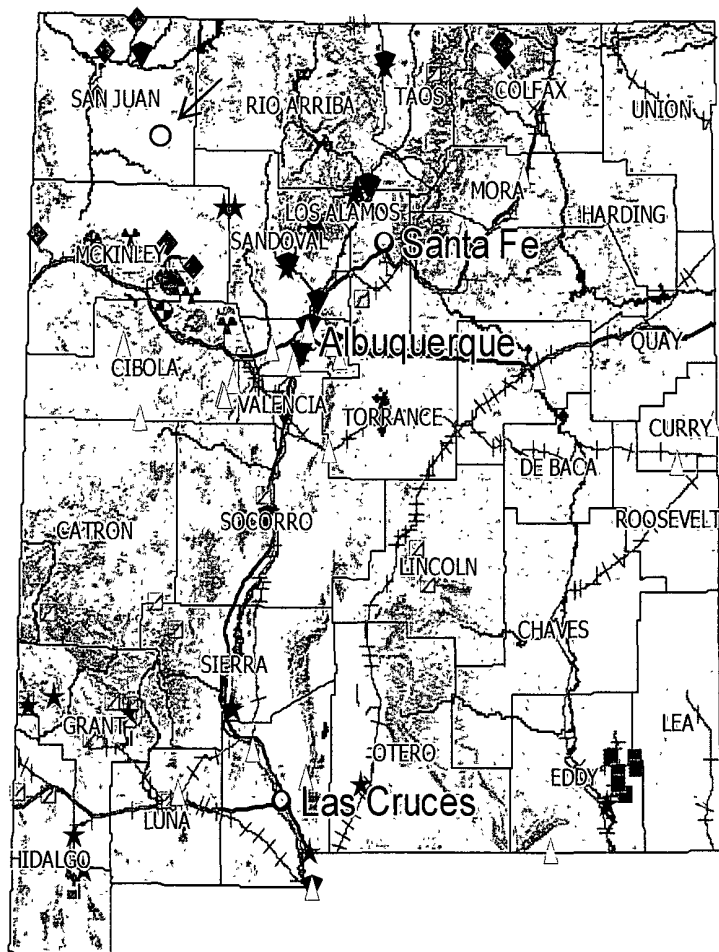 SAN JUAN
RIO ARRIBA
TAOS
COLFAX
UNION
MORA
HARDING
LOS ALAMOS
SANDOVAL
MCKINLEY
Santa Fe
Albuquerque
QUAY
CIBOLA
VALENCIA
TORRANCE
CURRY
DE BACA
CATRON
SOCORRO
ROOSEVELT
LINCOLN
CHAVES
SIERRA
GRANT
OTERO
LEA
EDDY
Las Cruces
LUNA
HIDALGO